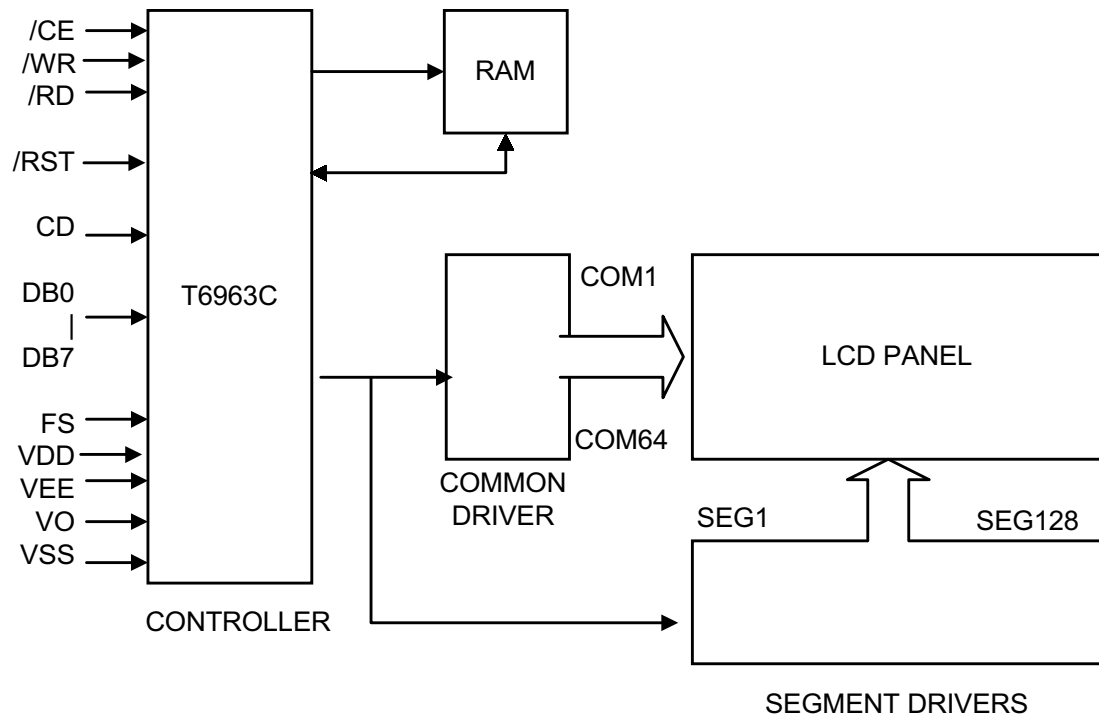 /CE
/WR
/RD
/RST
CD
DB0
|
DB7
FS
VDD
VEE
VO
VSS
T6963C
CONTROLLER
RAM
COM1
COM64
COMMON
DRIVER
LCD PANEL
SEG1
SEG128
SEGMENT DRIVERS